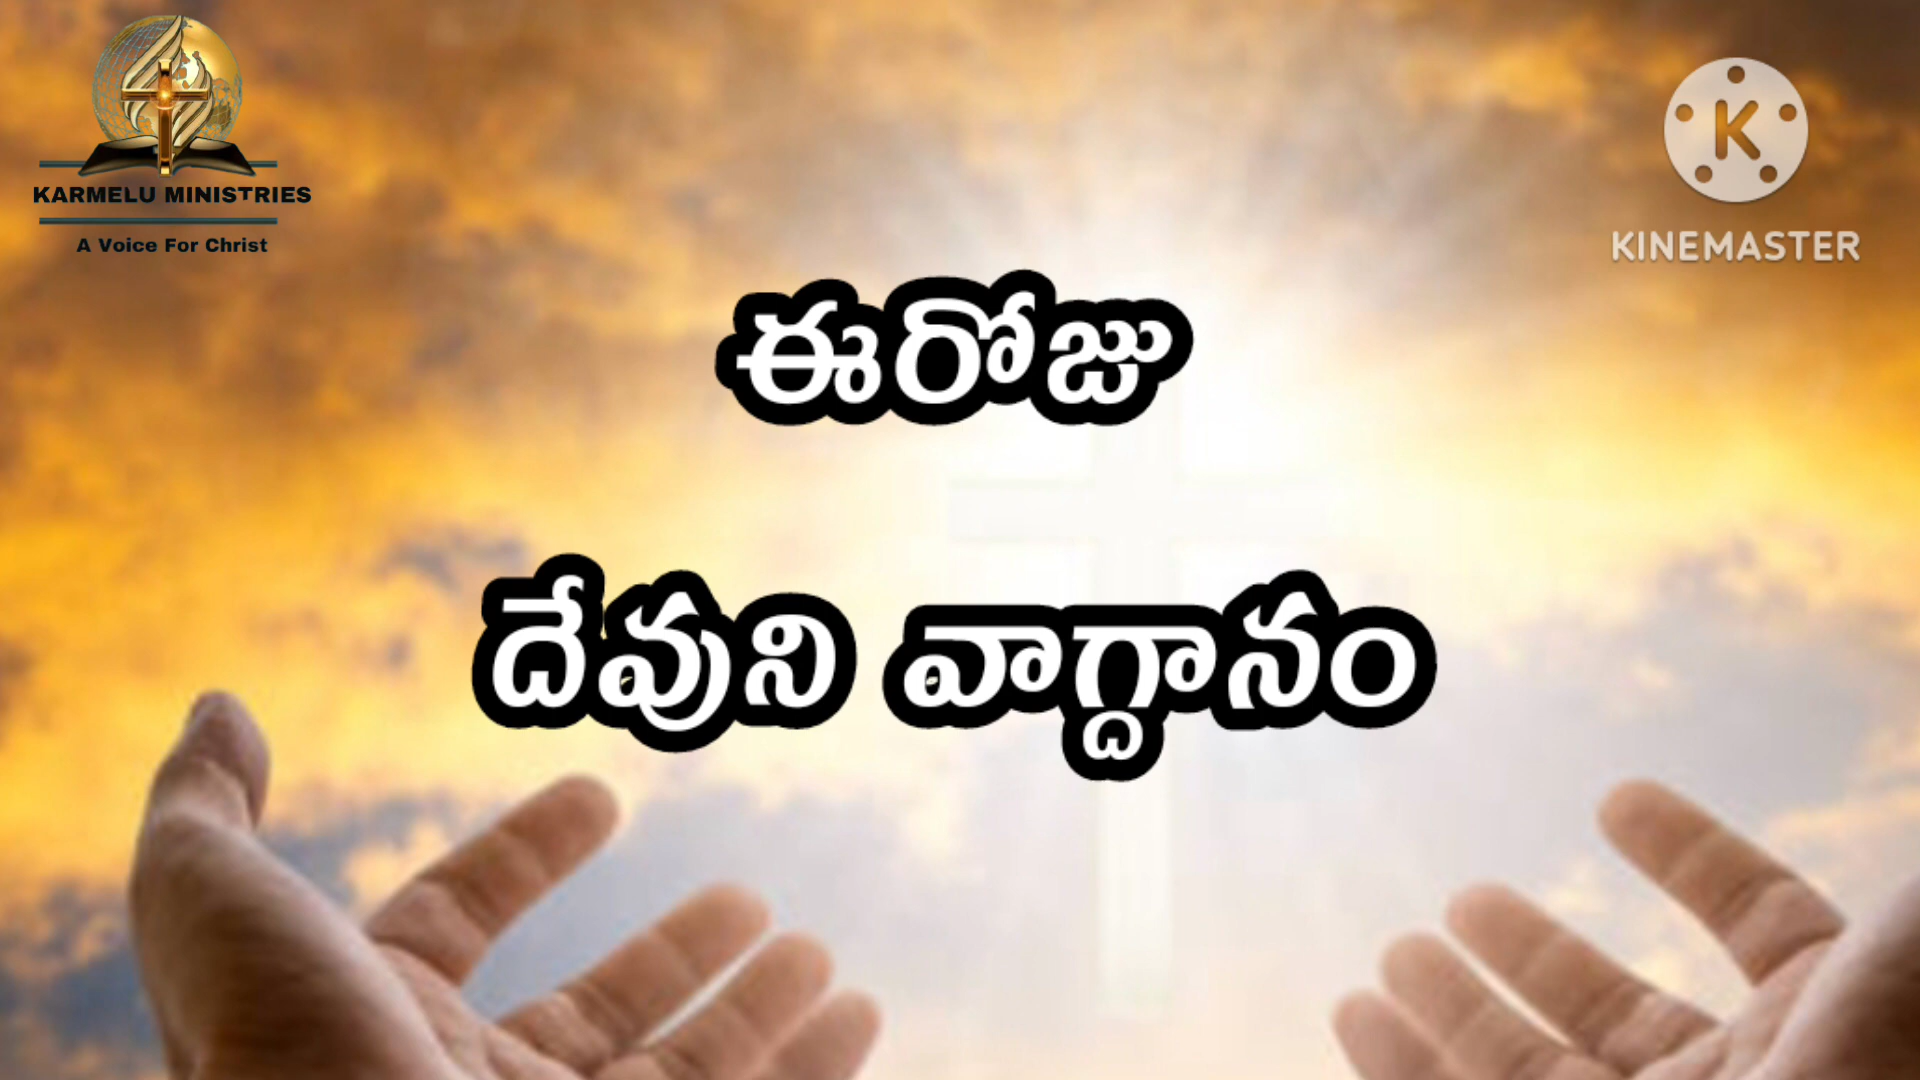 KARMELU MINISTRIES
A Voice For Christ
K
KINEMASTER
ఈరోజు
దేవుని వాగ్దానం